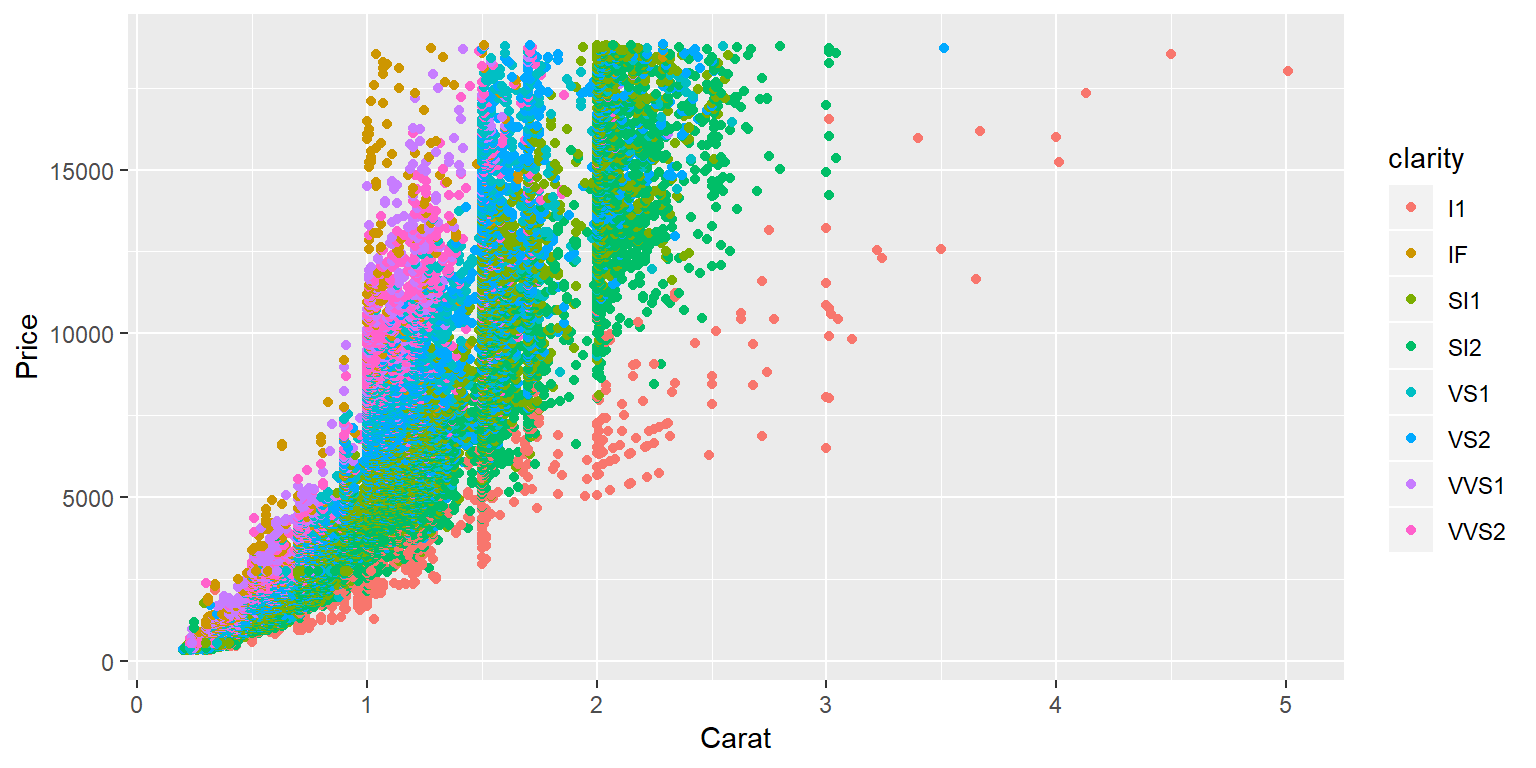 Price
15000
10000
5000
0
0 1 2 3 4 5
Carat
clarity
I1
IF
SI1
SI2
VS1
VS2
VVS1
VVS2